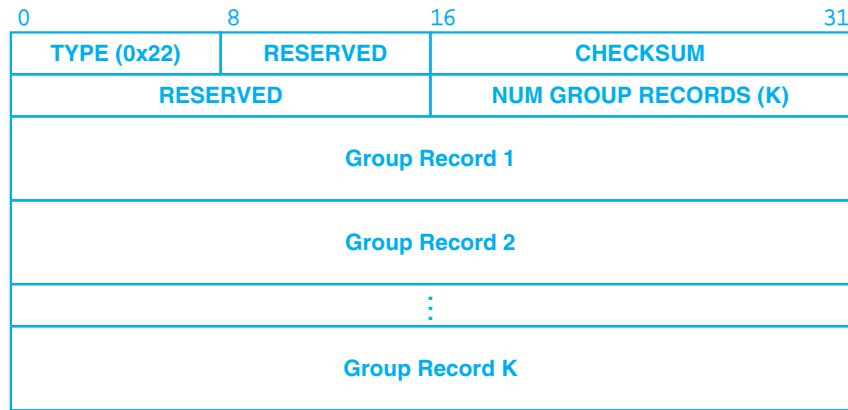 0 8 16 31
TYPE (0x22) RESERVED CHECKSUM
RESERVED NUM GROUP RECORDS (K)
Group Record 1
Group Record 2
⋮
Group Record K